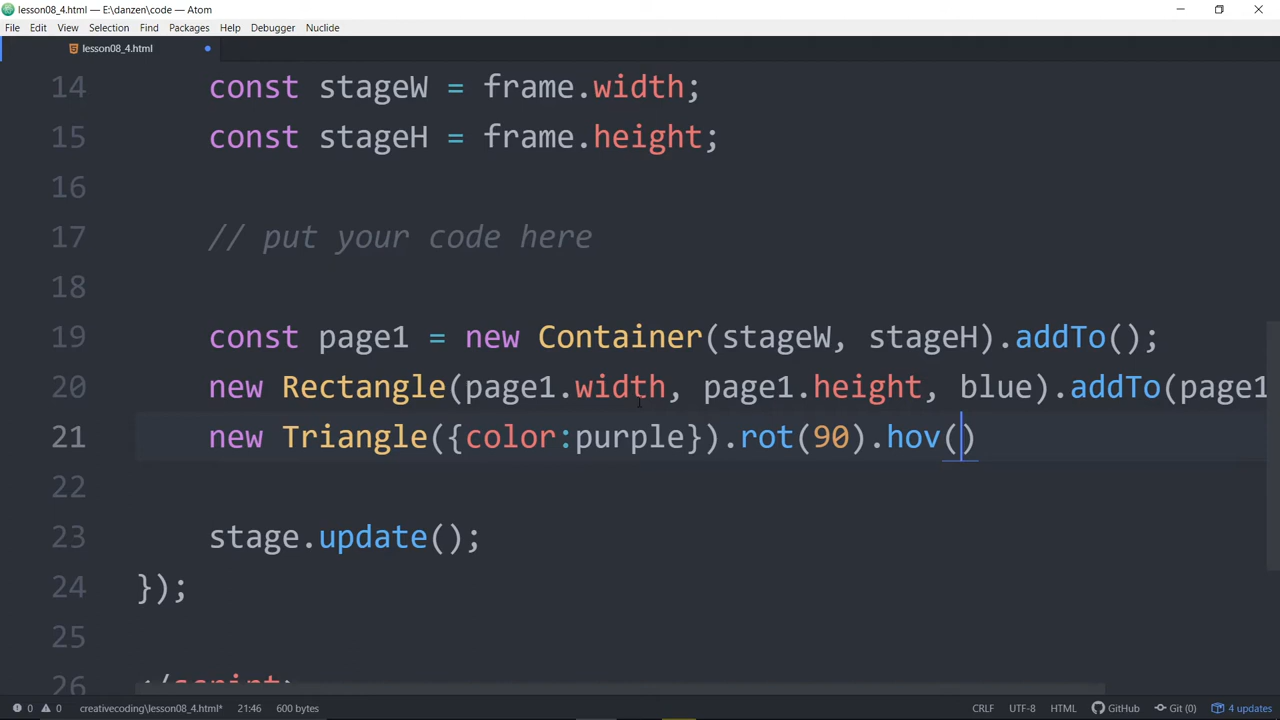 lesson08_4.html — E:\danzen\code — Atom
File Edit View Selection Find Packages Help Debugger Nuclide
lesson08_4.html
14 const stageW = frame.width;
15 const stageH = frame.height;
16
17 // put your code here
18
19 const page1 = new Container(stageW, stageH).addTo();
20 new Rectangle(page1.width, page1.height, blue).addTo(page1
21 new Triangle({color:purple}).rot(90).hov()
22
23 stage.update();
24 });
25
26 </script>
0 0 creativecoding\lesson08_4.html* 21:46 600 bytes CRLF UTF-8 HTML GitHub Git (0) 4 updates